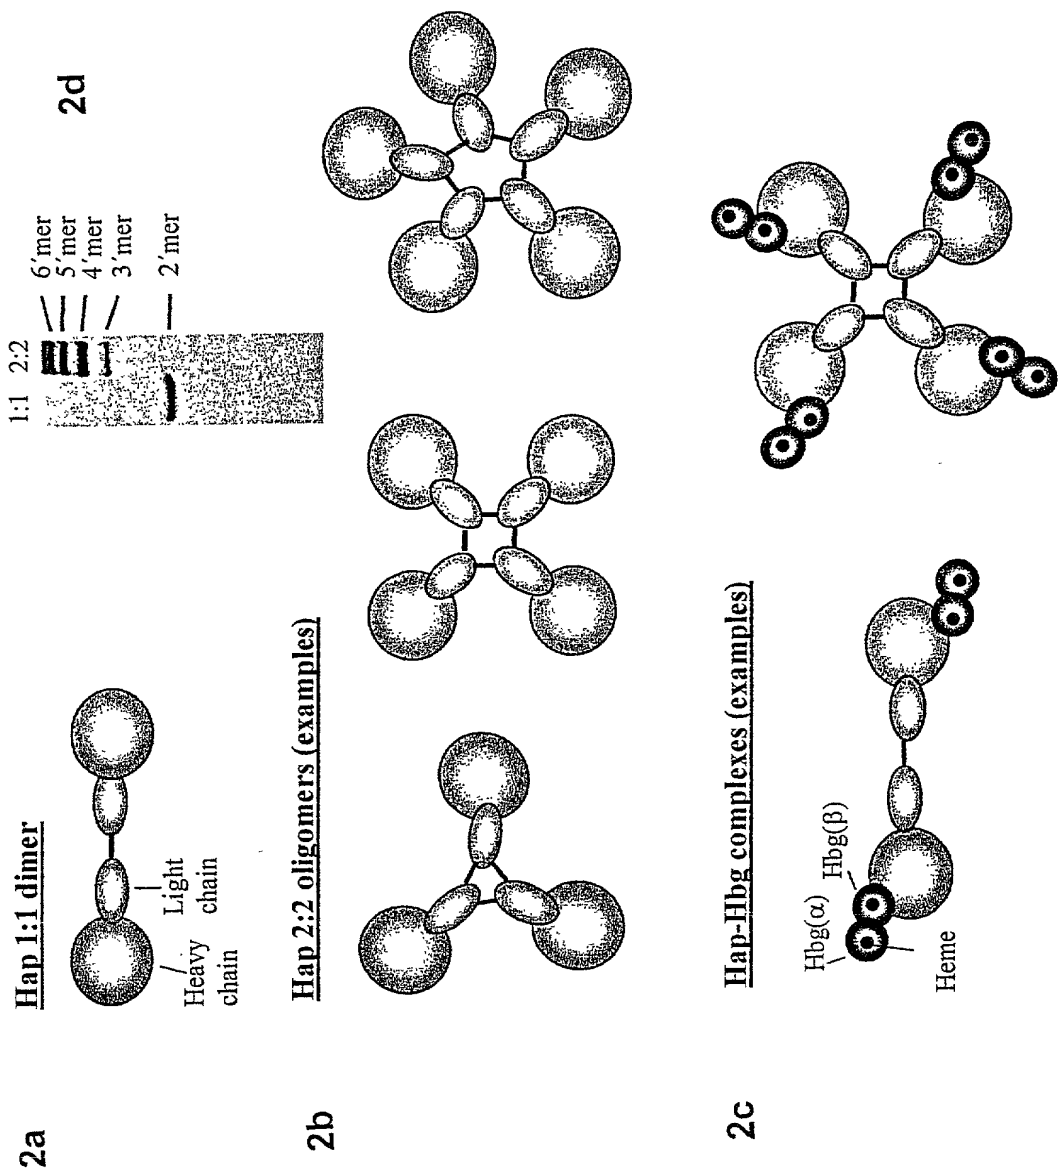 2a
Hap 1:1 dimer
Heavy
chain
Light
chain
2d
1:1 2:2
6'mer
5'mer
4'mer
3'mer
2'mer
2b
Hap 2:2 oligomers (examples)
2c
Hap-Hbg complexes (examples)
Hbg(α)
Hbg(β)
Heme